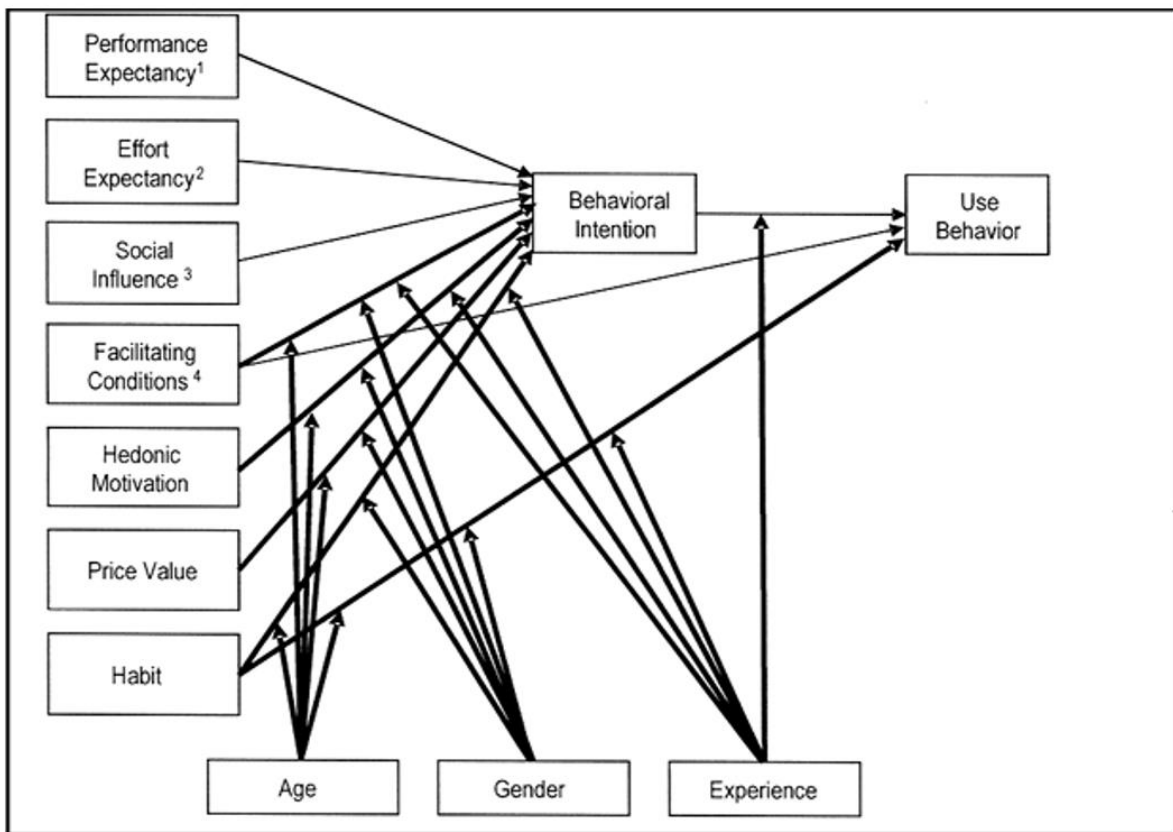 Performance
Expectancy¹
Effort
Expectancy²
Social
Influence ³
Facilitating
Conditions ⁴
Hedonic
Motivation
Price Value
Habit
Behavioral
Intention
Use
Behavior
Age
Gender
Experience